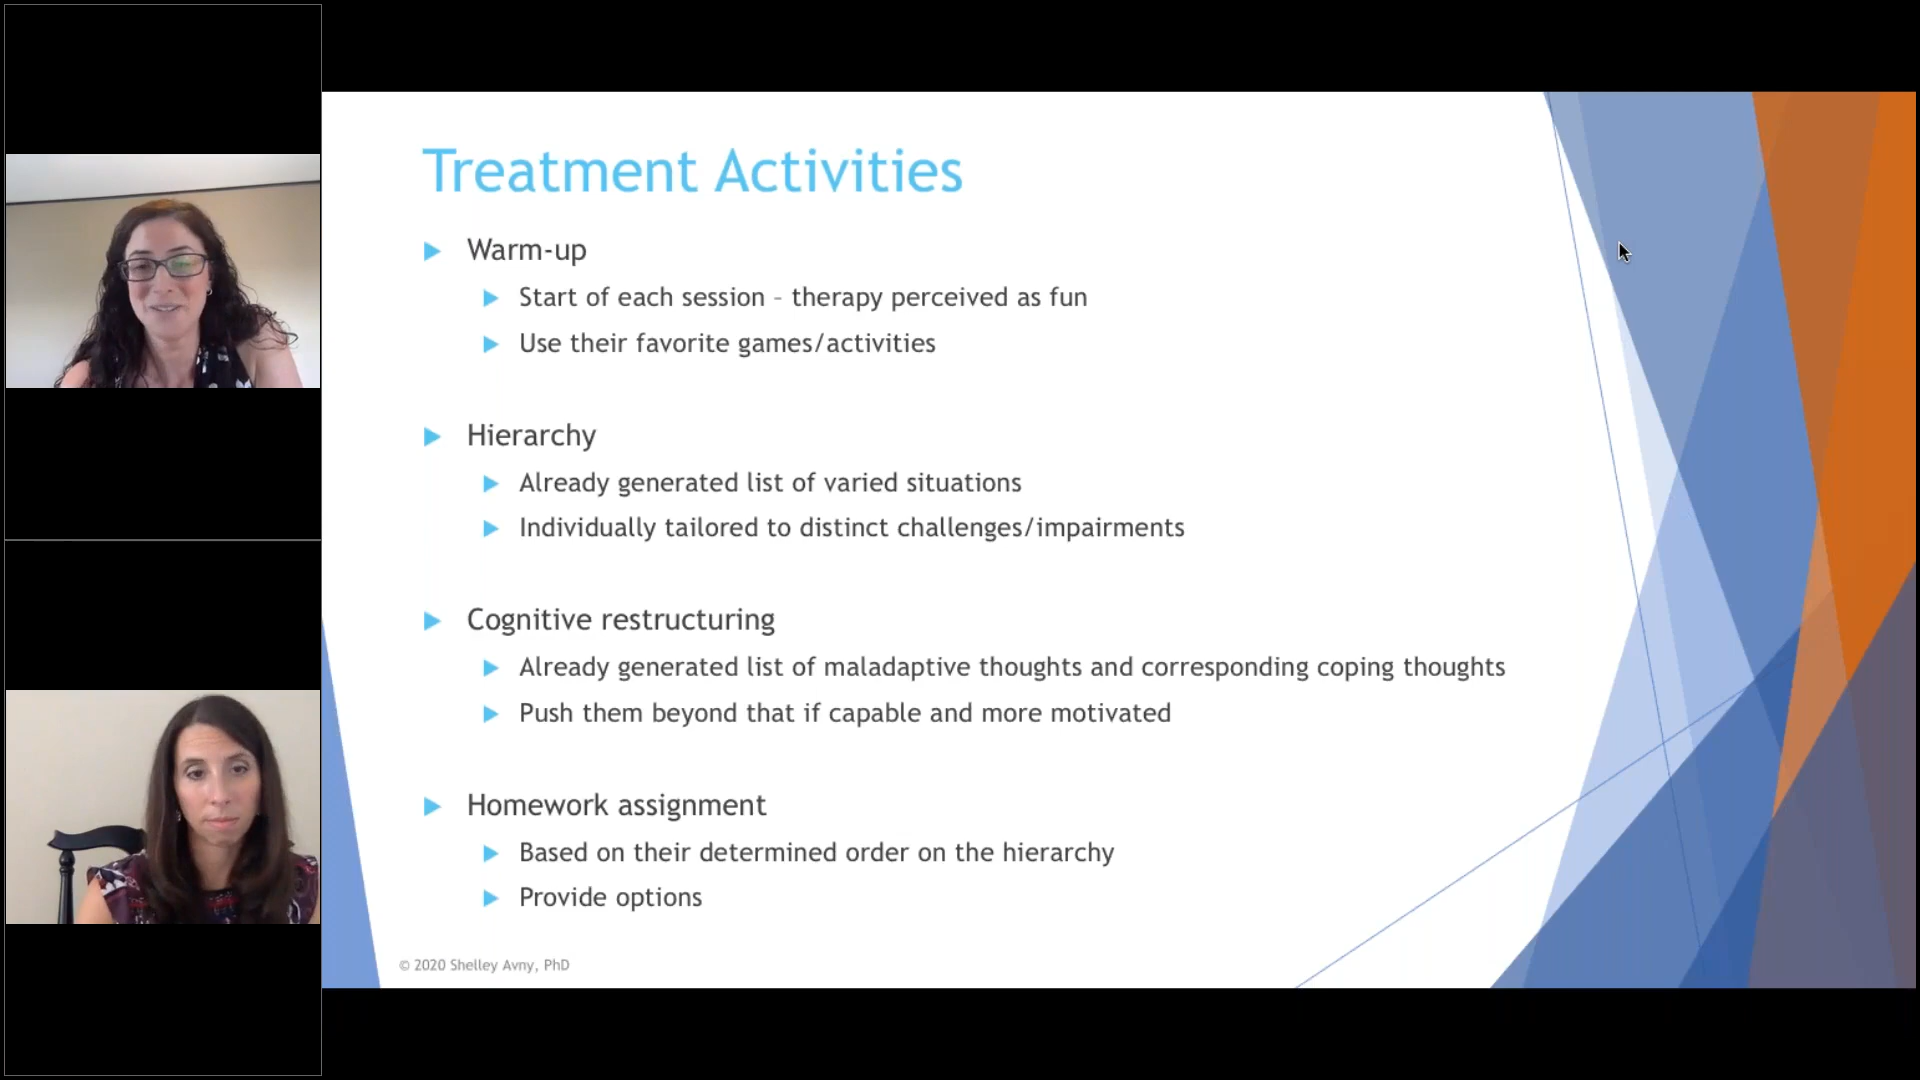 Treatment Activities
Warm-up
Start of each session – therapy perceived as fun
Use their favorite games/activities
Hierarchy
Already generated list of varied situations
Individually tailored to distinct challenges/impairments
Cognitive restructuring
Already generated list of maladaptive thoughts and corresponding coping thoughts
Push them beyond that if capable and more motivated
Homework assignment
Based on their determined order on the hierarchy
Provide options
© 2020 Shelley Avny, PhD